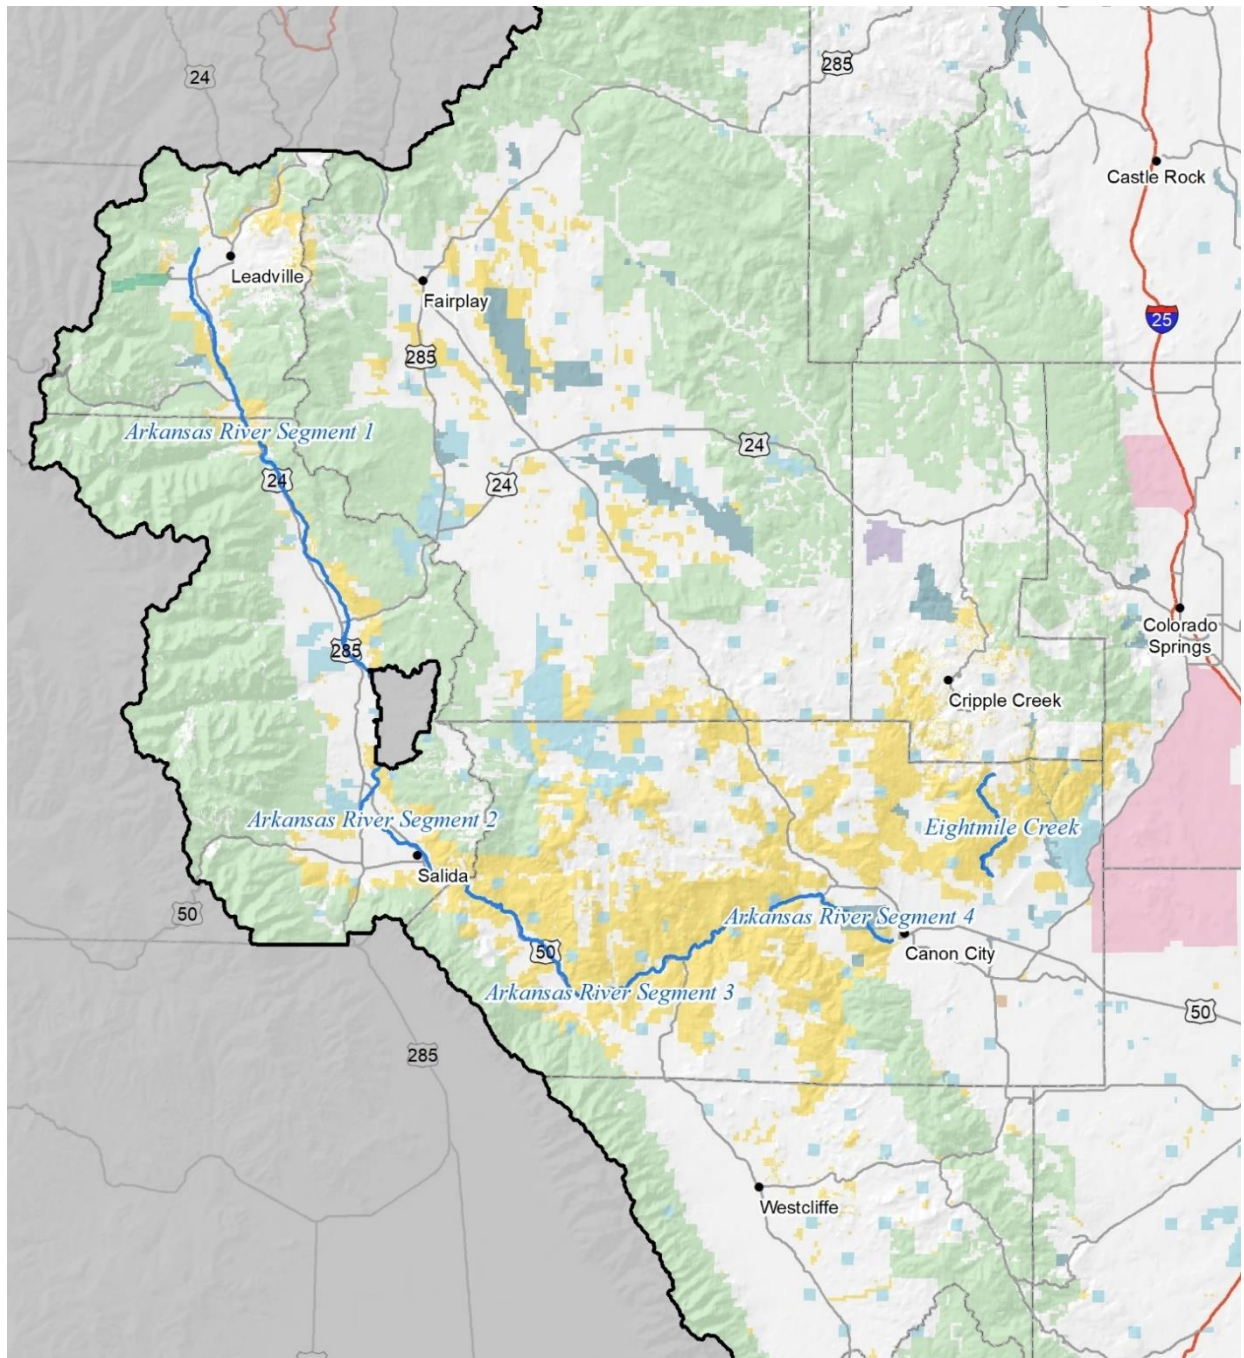 24
285
Castle Rock
Leadville
Fairplay
25
285
Arkansas River Segment 1
24
24
24
Colorado
Springs
285
Cripple Creek
Arkansas River Segment 2
Eightmile Creek
Salida
50
Arkansas River Segment 4
50
Canon City
Arkansas River Segment 3
50
285
Westcliffe